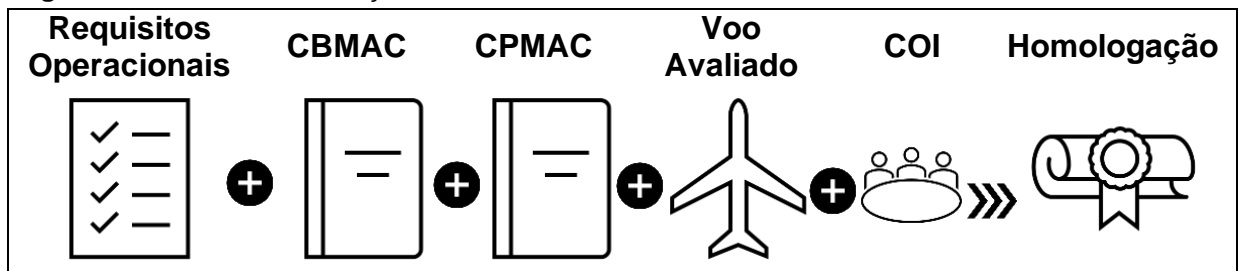 Requisitos
Operacionais
CBMAC
CPMAC
Voo
Avaliado
COI
Homologação